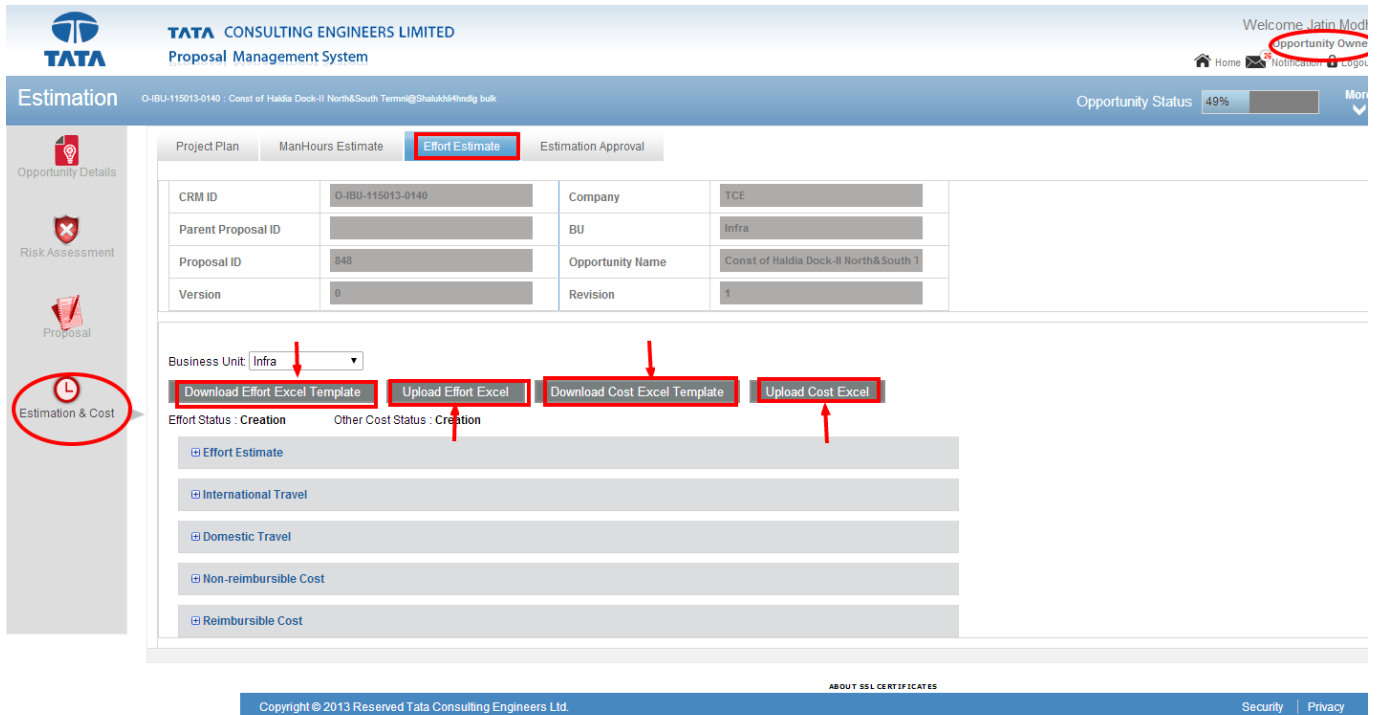 TATA
TATA CONSULTING ENGINEERS LIMITED
Proposal Management System
Welcome Jatin Modh
Opportunity Owne
Home 26 Notification Logou
Estimation
O-IBU-115013-0140 : Const of Haldia Dock-II North&South Termnl@Shalukhli4hndlg bulk
Opportunity Status 49%
More
Opportunity Details
Risk Assessment
Proposal
Estimation & Cost
Project Plan ManHours Estimate Effort Estimate Estimation Approval
CRM ID O-IBU-115013-0140 Company TCE
Parent Proposal ID BU Infra
Proposal ID 848 Opportunity Name Const of Haldia Dock-II North&South T
Version 0 Revision 1
Business Unit: Infra
Download Effort Excel Template Upload Effort Excel Download Cost Excel Template Upload Cost Excel
Effort Status : Creation Other Cost Status : Creation
Effort Estimate
International Travel
Domestic Travel
Non-reimbursible Cost
Reimbursible Cost
ABOUT SSL CERTIFICATES
Copyright © 2013 Reserved Tata Consulting Engineers Ltd.
Security | Privacy